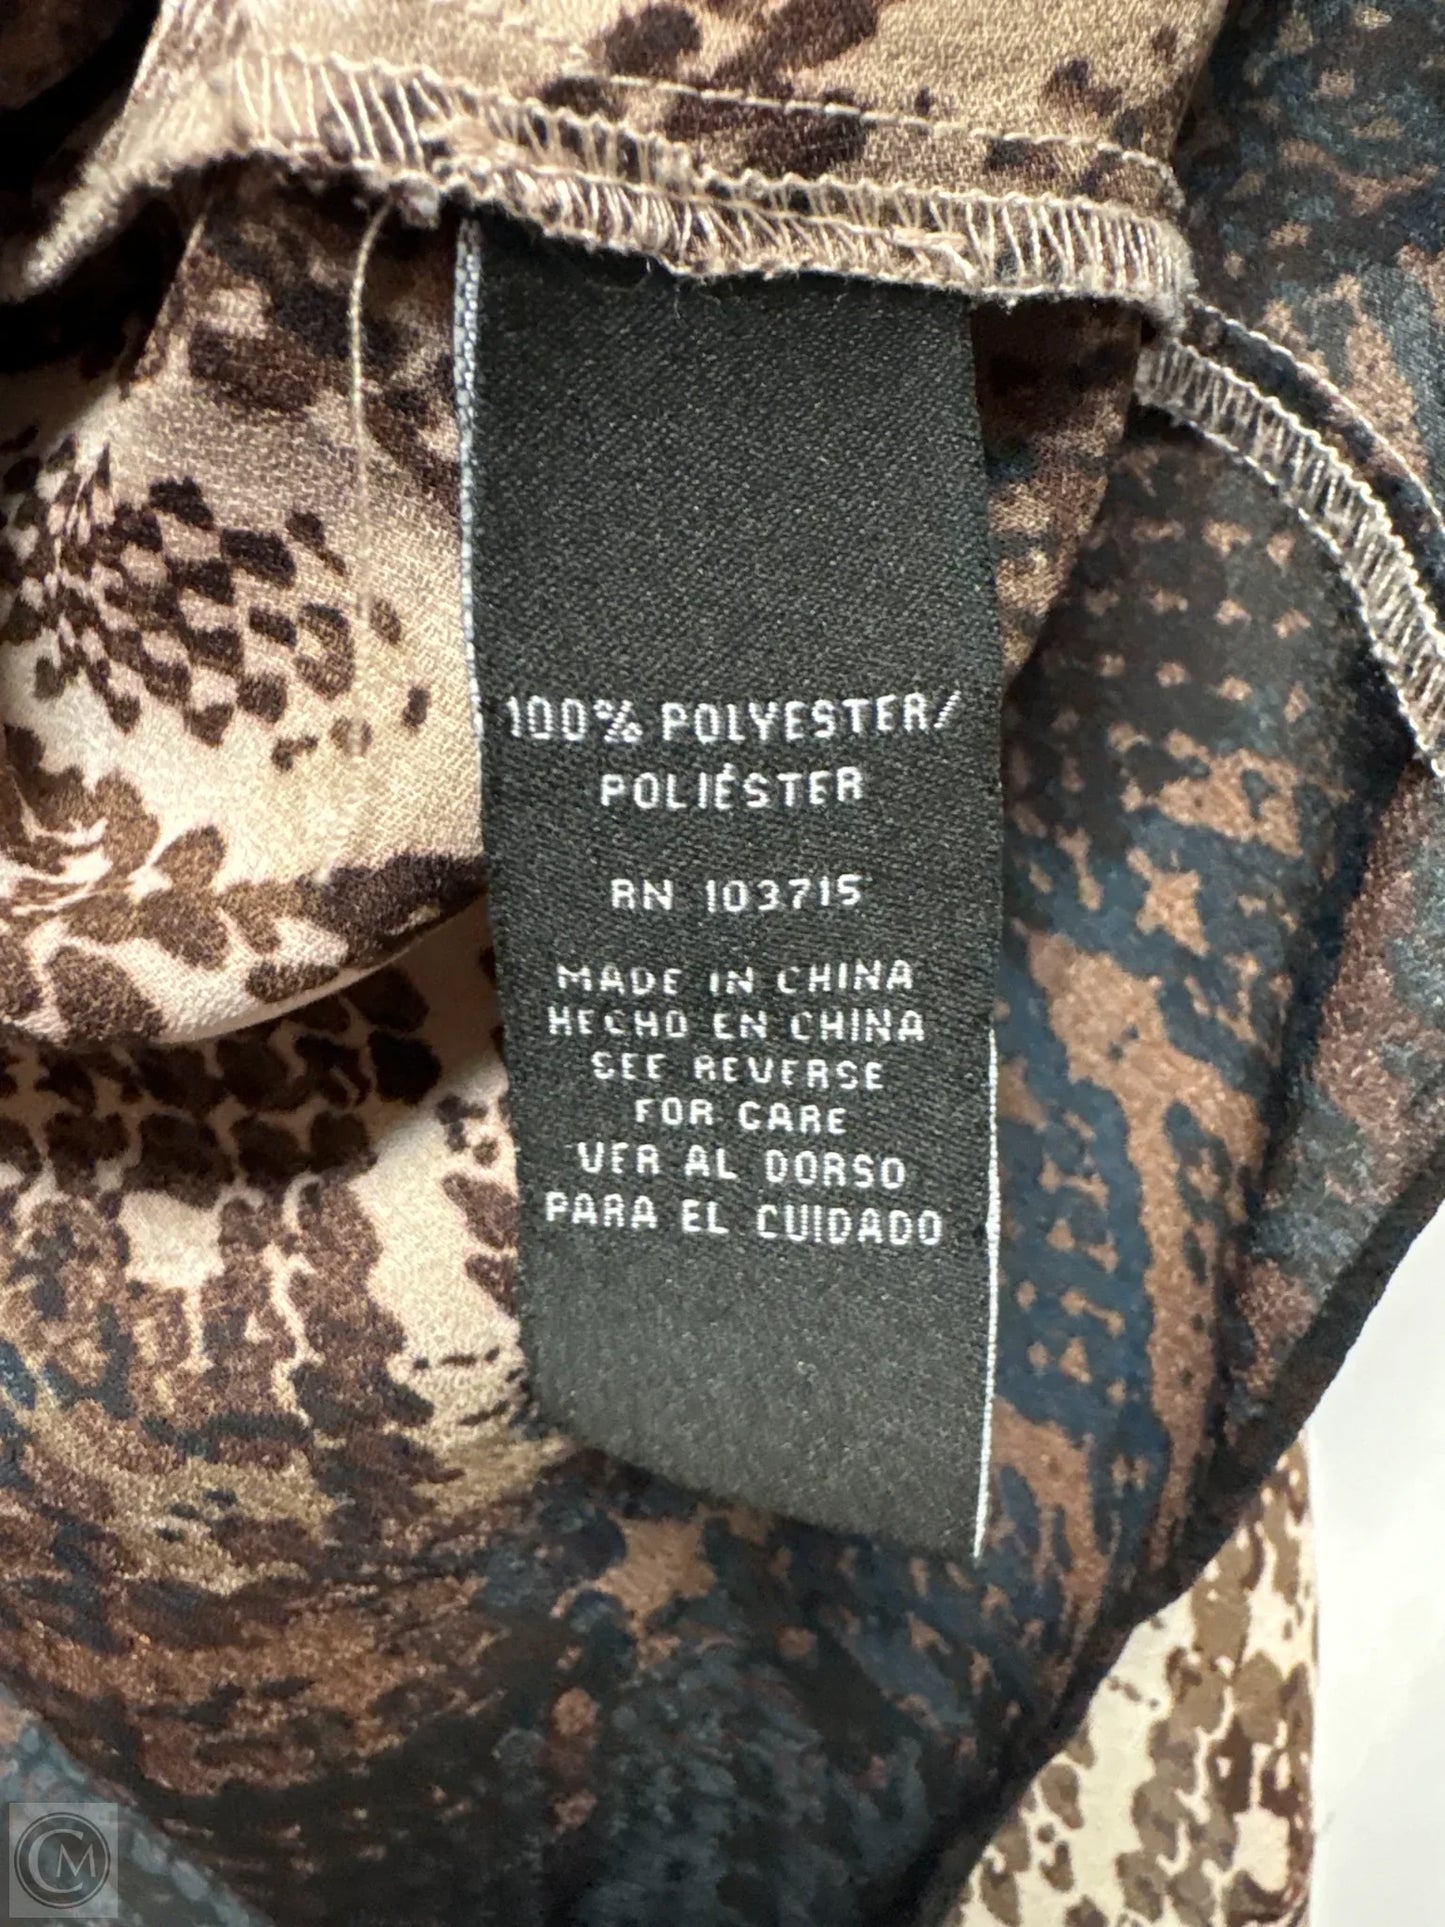 100% POLYESTER/
POLIÉSTER
RN 103715
MADE IN CHINA
HECHO EN CHINA
SEE REVERSE
FOR CARE
VER AL DORSO
PARA EL CUIDADO
CM